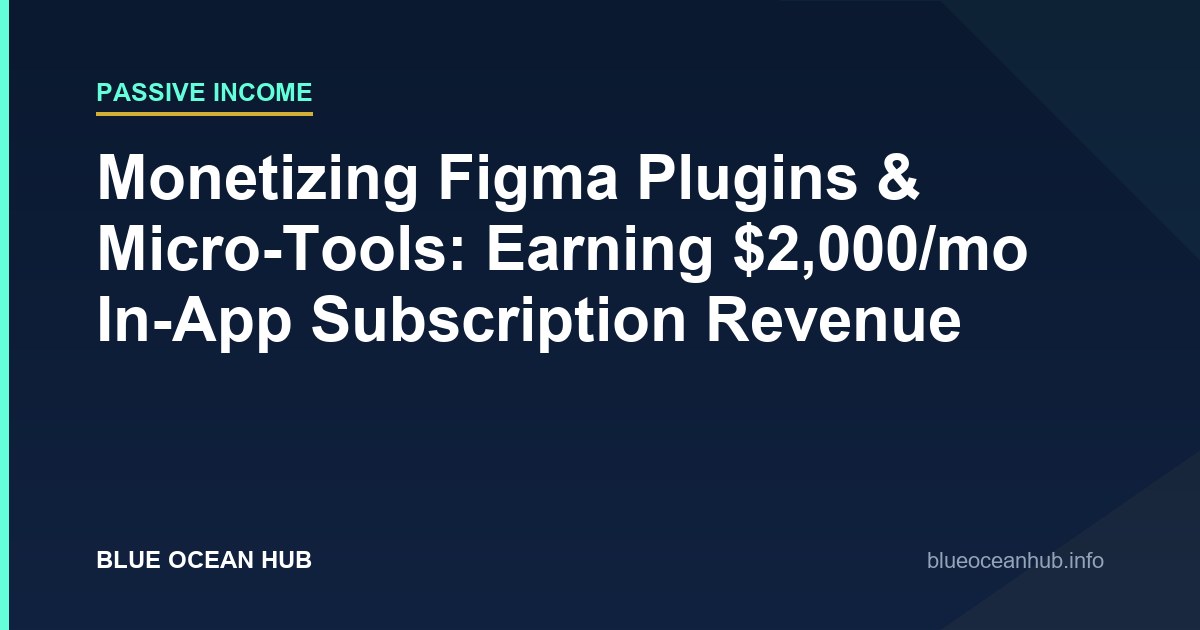 PASSIVE INCOME
Monetizing Figma Plugins &
Micro-Tools: Earning $2,000/mo
In-App Subscription Revenue
BLUE OCEAN HUB
blueoceanhub.info